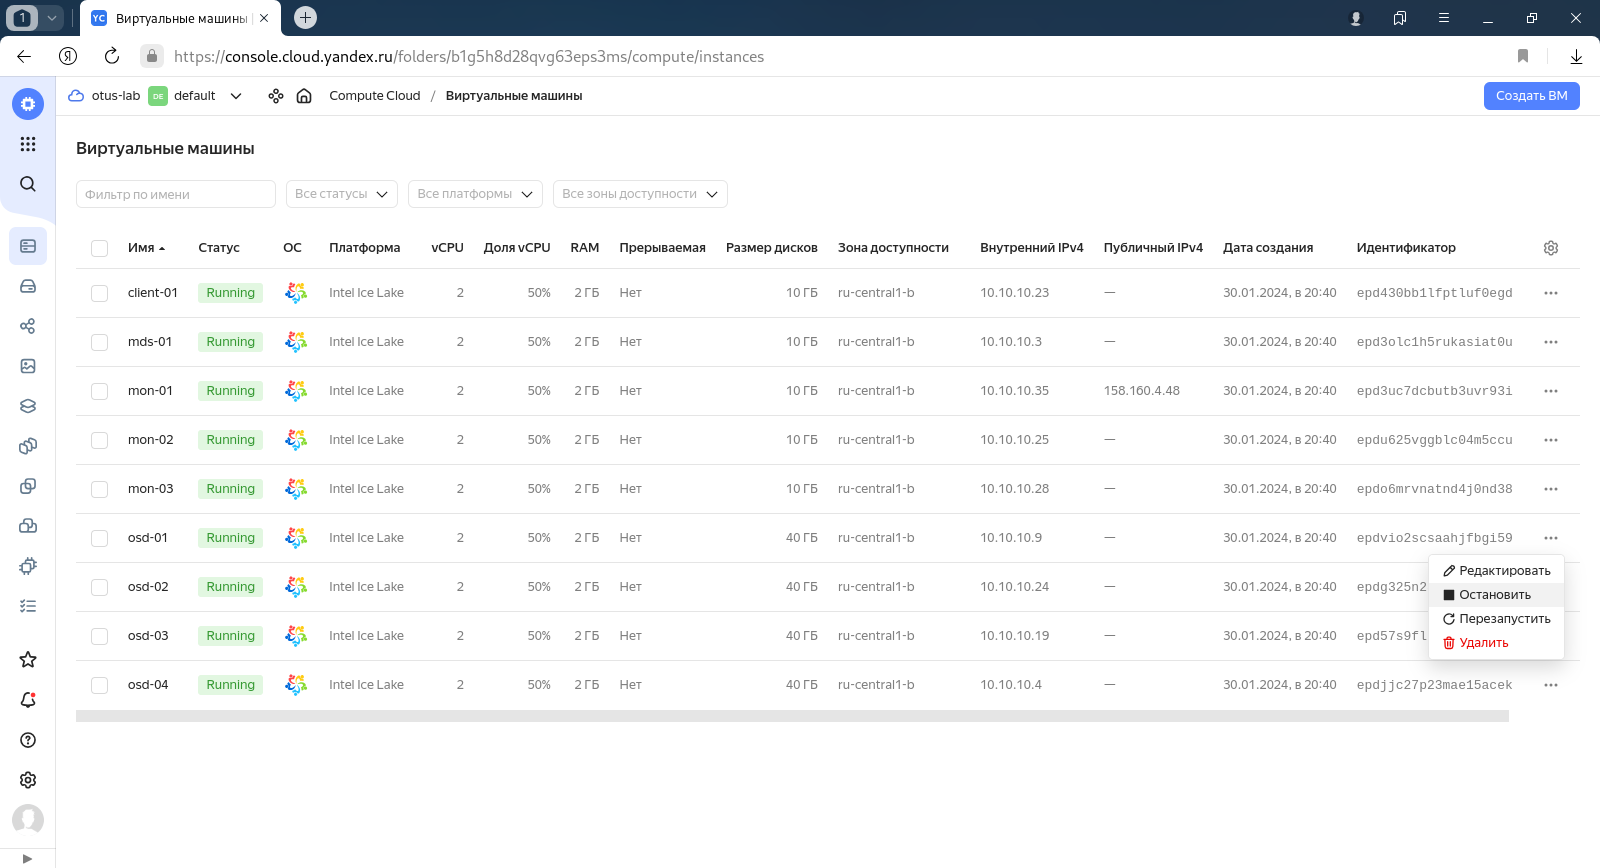 1
YC Виртуальные машины
Я https://console.cloud.yandex.ru/folders/b1g5h8d28qvg63eps3ms/compute/instances
otus-lab DE default Compute Cloud / Виртуальные машины Создать ВМ
Виртуальные машины
Фильтр по имени Все статусы Все платформы Все зоны доступности
Имя Статус ОС Платформа vCPU Доля vCPU RAM Прерываемая Размер дисков Зона доступности Внутренний IPv4 Публичный IPv4 Дата создания Идентификатор
client-01 Running Intel Ice Lake 2 50% 2 ГБ Нет 10 ГБ ru-central1-b 10.10.10.23 — 30.01.2024, в 20:40 epd430bb1lfptluf0egd
mds-01 Running Intel Ice Lake 2 50% 2 ГБ Нет 10 ГБ ru-central1-b 10.10.10.3 — 30.01.2024, в 20:40 epd3olc1h5rukasiat0u
mon-01 Running Intel Ice Lake 2 50% 2 ГБ Нет 10 ГБ ru-central1-b 10.10.10.35 158.160.4.48 30.01.2024, в 20:40 epd3uc7dcbutb3uvr93i
mon-02 Running Intel Ice Lake 2 50% 2 ГБ Нет 10 ГБ ru-central1-b 10.10.10.25 — 30.01.2024, в 20:40 epdu625vggblc04m5ccu
mon-03 Running Intel Ice Lake 2 50% 2 ГБ Нет 10 ГБ ru-central1-b 10.10.10.28 — 30.01.2024, в 20:40 epdo6mrvnatnd4j0nd38
osd-01 Running Intel Ice Lake 2 50% 2 ГБ Нет 40 ГБ ru-central1-b 10.10.10.9 — 30.01.2024, в 20:40 epdvio2scsaahjfbgi59
osd-02 Running Intel Ice Lake 2 50% 2 ГБ Нет 40 ГБ ru-central1-b 10.10.10.24 — 30.01.2024, в 20:40 epdg325n2
osd-03 Running Intel Ice Lake 2 50% 2 ГБ Нет 40 ГБ ru-central1-b 10.10.10.19 — 30.01.2024, в 20:40 epd57s9fl
osd-04 Running Intel Ice Lake 2 50% 2 ГБ Нет 40 ГБ ru-central1-b 10.10.10.4 — 30.01.2024, в 20:40 epdjjc27p23mae15acek
Редактировать
Остановить
Перезапустить
Удалить